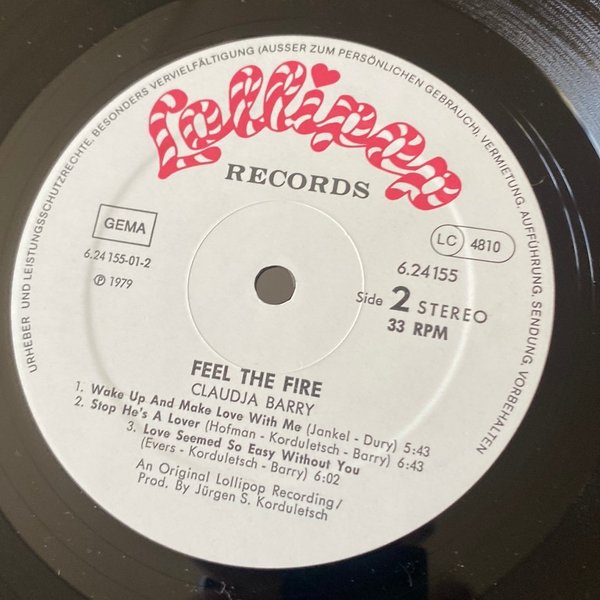 URHEBER UND LEISTUNGSSCHUTZRECHTE, BESONDERS VERVIELFÄLTIGUNG (AUSSER ZUM PERSÖNLICHEN GEBRAUCH), VERMIETUNG, AUFFÜHRUNG, SENDUNG, VORBEHALTEN
Lollipop
RECORDS
GEMA
LC 4810
6.24155-01-2
6.24155
℗ 1979
Side 2 STEREO
33 RPM
FEEL THE FIRE
CLAUDJA BARRY
1. Wake Up And Make Love With Me (Jankel - Dury) 5:43
2. Stop He's A Lover (Hofman - Korduletsch - Barry) 6:43
3. Love Seemed So Easy Without You
(Evers - Korduletsch - Barry) 6:02
An Original Lollipop Recording/
Prod. By Jürgen S. Korduletsch